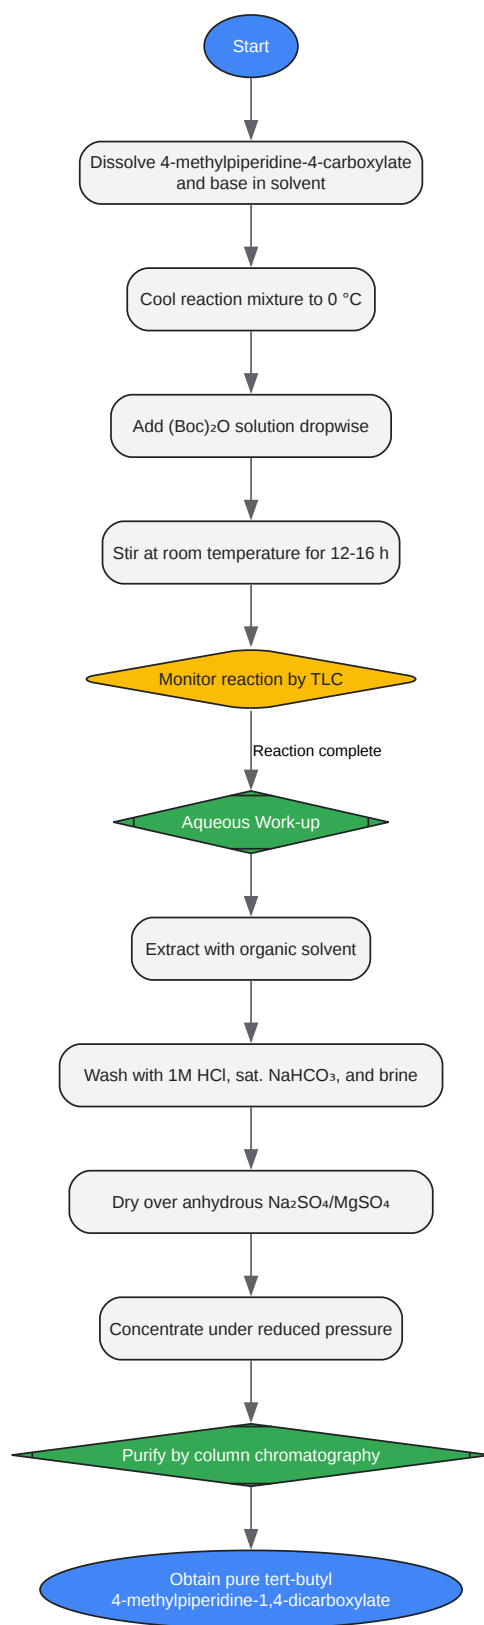 Start
Dissolve 4-methylpiperidine-4-carboxylate
and base in solvent
Cool reaction mixture to 0 °C
Add (Boc)₂O solution dropwise
Stir at room temperature for 12-16 h
Monitor reaction by TLC
Reaction complete
Aqueous Work-up
Extract with organic solvent
Wash with 1M HCl, sat. NaHCO₃, and brine
Dry over anhydrous Na₂SO₄/MgSO₄
Concentrate under reduced pressure
Purify by column chromatography
Obtain pure tert-butyl
4-methylpiperidine-1,4-dicarboxylate